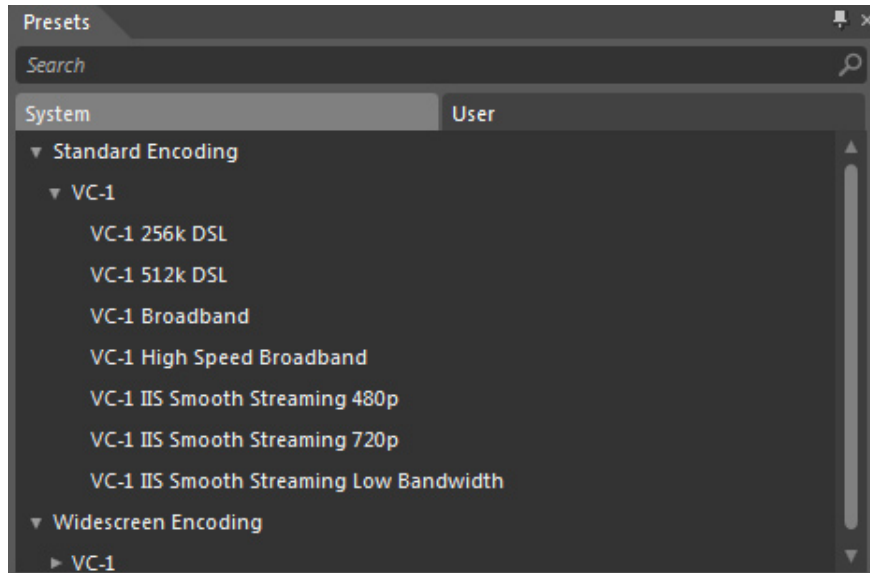 Presets
Search
System User
Standard Encoding
VC-1
VC-1 256k DSL
VC-1 512k DSL
VC-1 Broadband
VC-1 High Speed Broadband
VC-1 IIS Smooth Streaming 480p
VC-1 IIS Smooth Streaming 720p
VC-1 IIS Smooth Streaming Low Bandwidth
Widescreen Encoding
VC-1